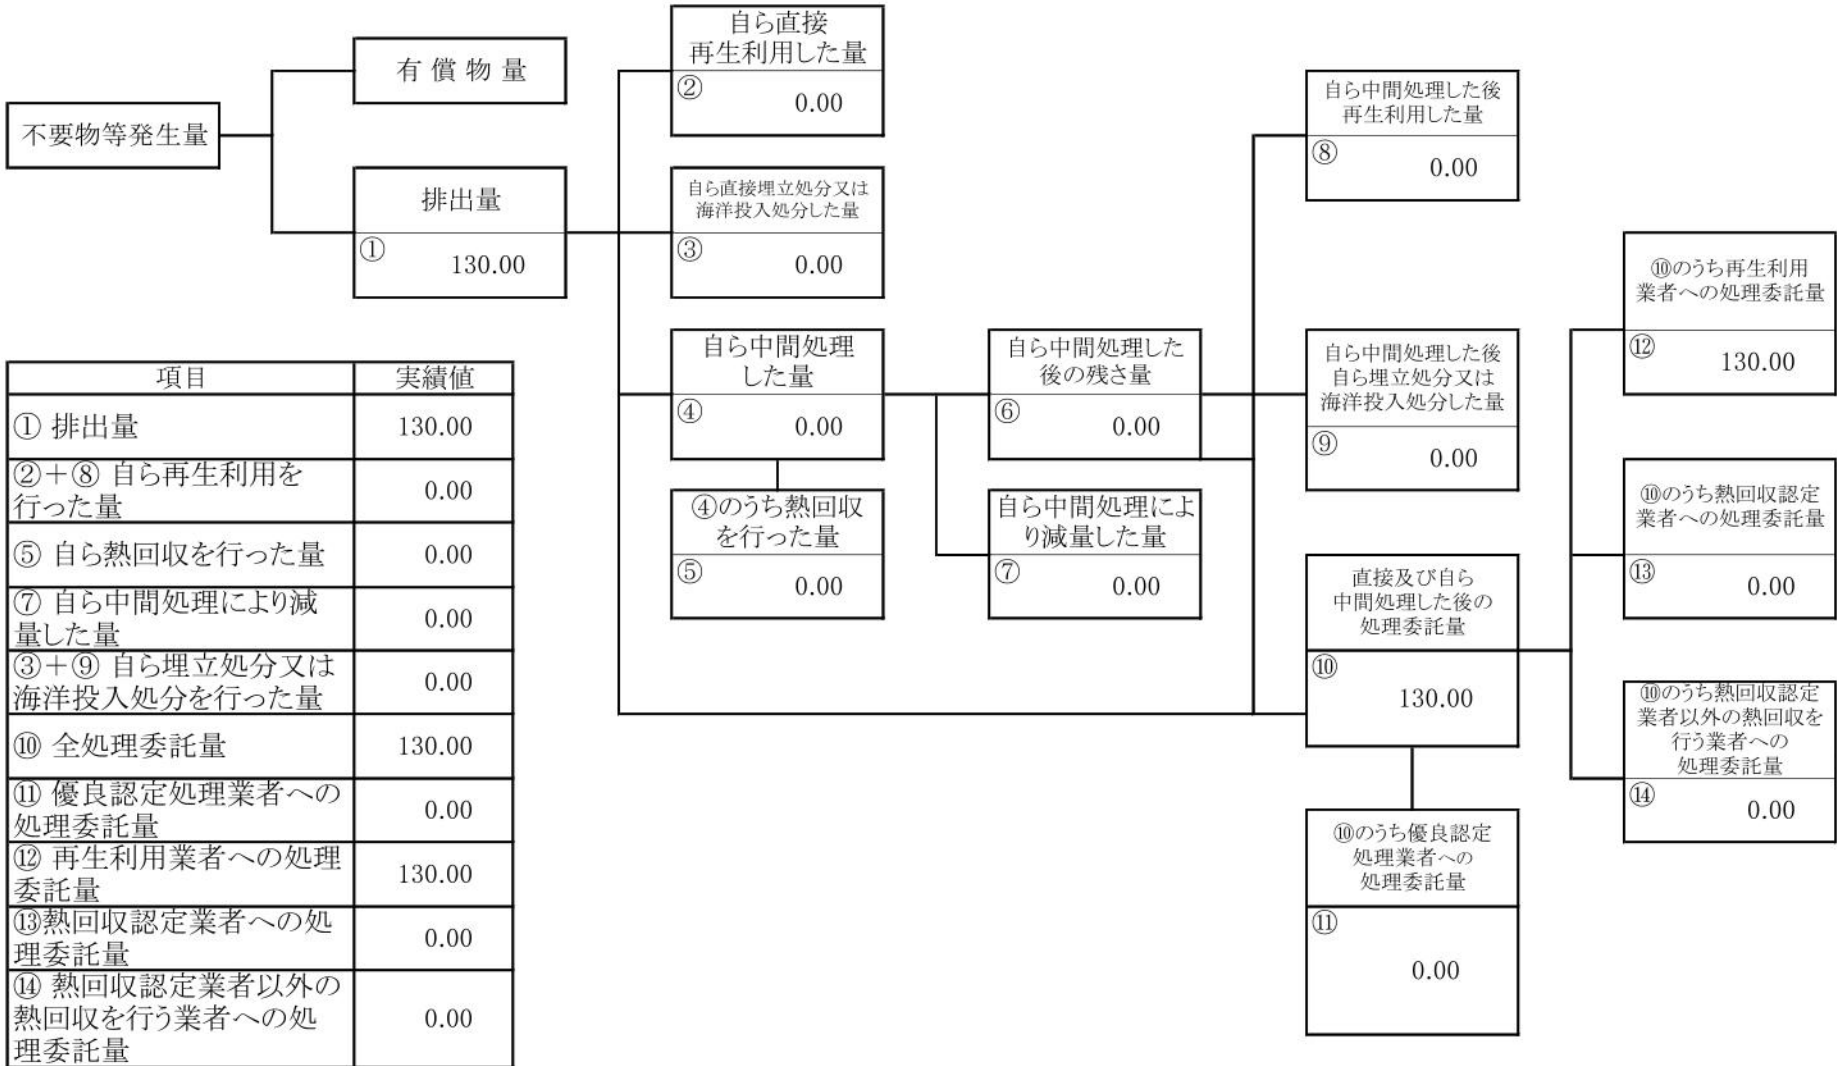 不要物等発生量
有償物量
排出量
①
130.00
自ら直接
再生利用した量
②
0.00
自ら直接埋立処分又は
海洋投入処分した量
③
0.00
自ら中間処理
した量
④
0.00
④のうち熱回収
を行った量
⑤
0.00
自ら中間処理した
後の残さ量
⑥
0.00
自ら中間処理によ
り減量した量
⑦
0.00
自ら中間処理した後
再生利用した量
⑧
0.00
自ら中間処理した後
自ら埋立処分又は
海洋投入処分した量
⑨
0.00
直接及び自ら
中間処理した後の
処理委託量
⑩
130.00
⑩のうち優良認定
処理業者への
処理委託量
⑪
0.00
⑩のうち再生利用
業者への処理委託量
⑫
130.00
⑩のうち熱回収認定
業者への処理委託量
⑬
0.00
⑩のうち熱回収認定
業者以外の熱回収を
行う業者への
処理委託量
⑭
0.00
項目 実績値
① 排出量 130.00
②＋⑧ 自ら再生利用を
行った量 0.00
⑤ 自ら熱回収を行った量 0.00
⑦ 自ら中間処理により減
量した量 0.00
③＋⑨ 自ら埋立処分又は
海洋投入処分を行った量 0.00
⑩ 全処理委託量 130.00
⑪ 優良認定処理業者への
処理委託量 0.00
⑫ 再生利用業者への処理
委託量 130.00
⑬熱回収認定業者への処
理委託量 0.00
⑭ 熱回収認定業者以外の
熱回収を行う業者への処
理委託量 0.00